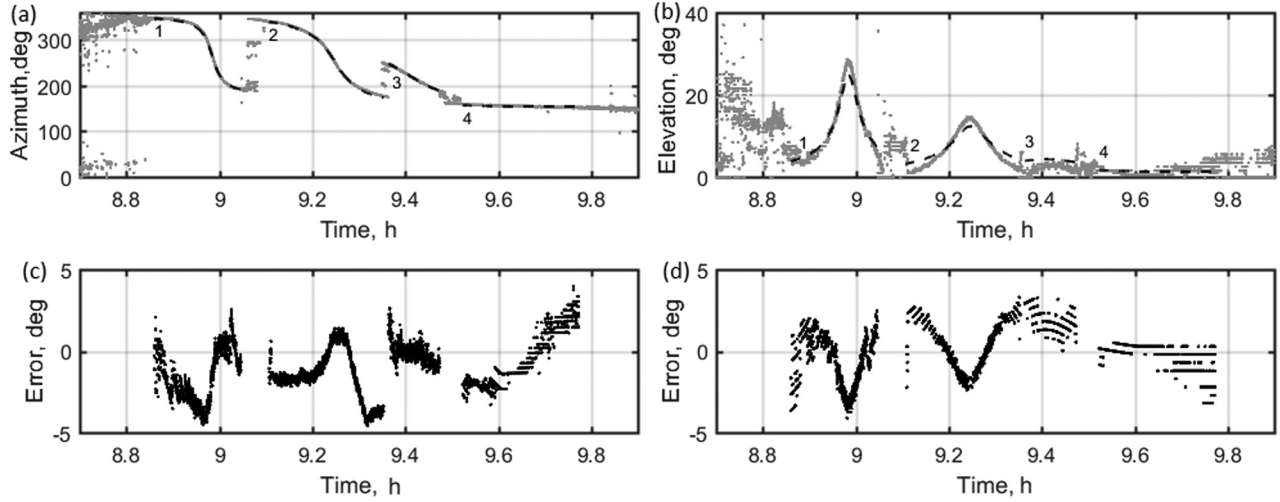 (a)
Azimuth,deg
300
200
100
0
1
2
3
4
8.8 9 9.2 9.4 9.6 9.8
Time, h
(b)
Elevation, deg
40
20
0
1
2
3
4
8.8 9 9.2 9.4 9.6 9.8
Time, h
(c)
Error, deg
5
0
-5
8.8 9 9.2 9.4 9.6 9.8
Time, h
(d)
Error, deg
5
0
-5
8.8 9 9.2 9.4 9.6 9.8
Time, h